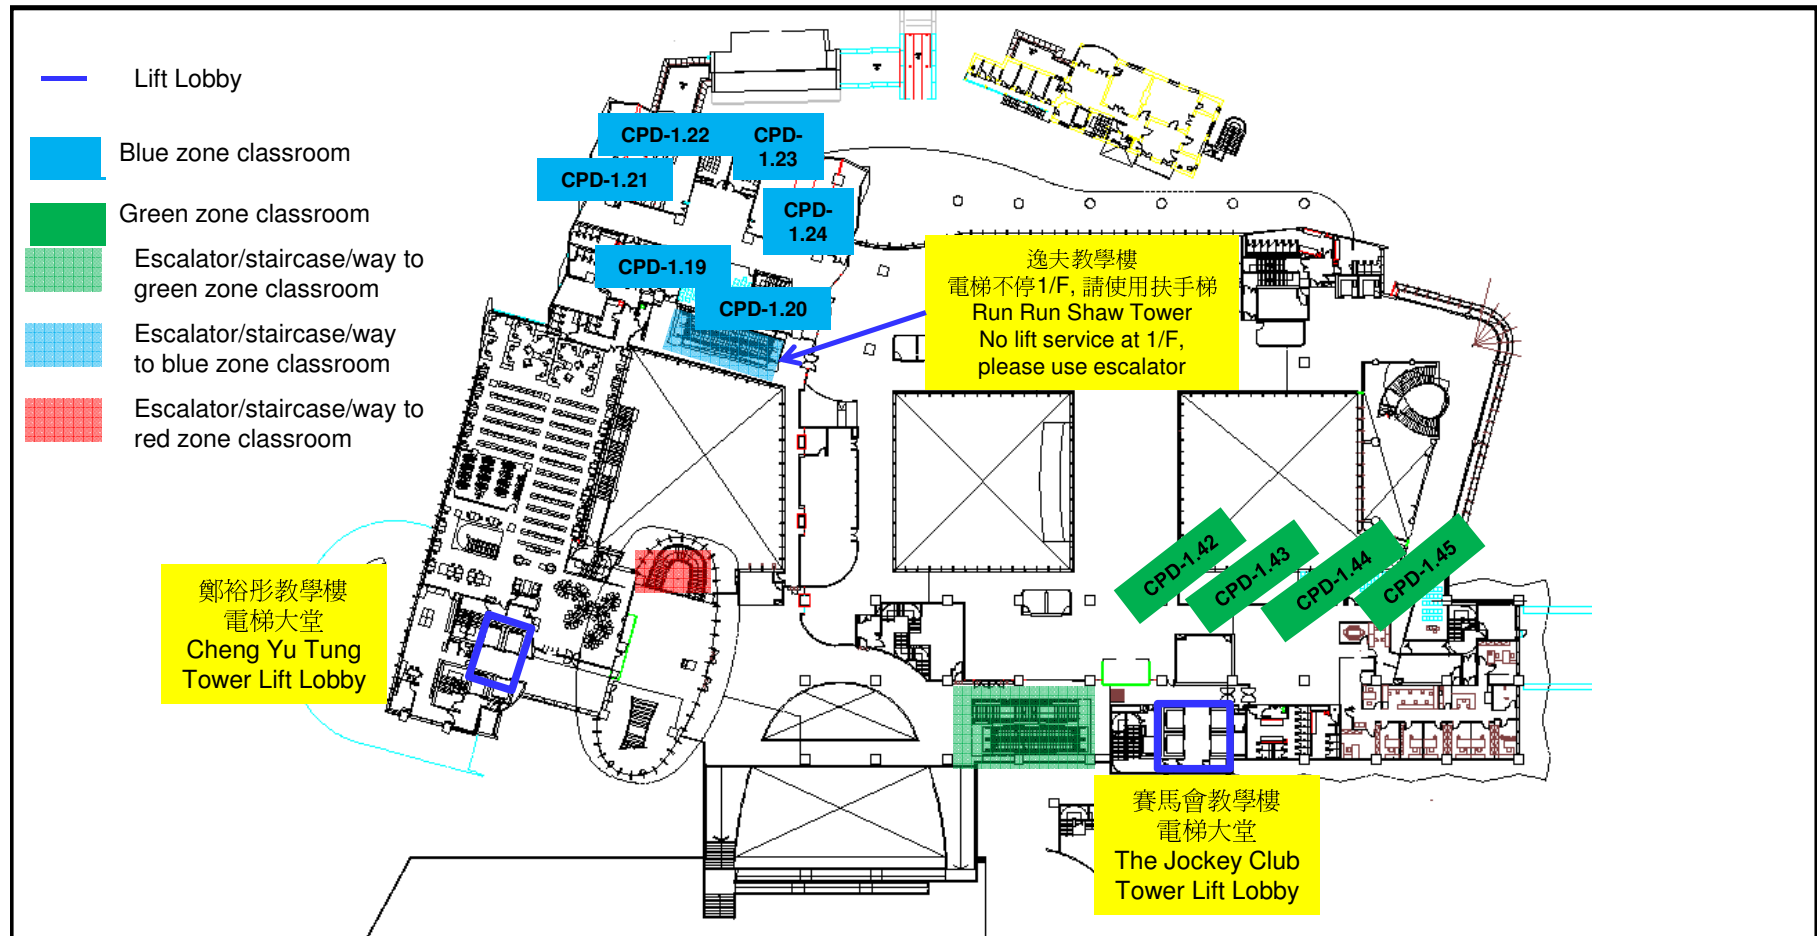 Lift Lobby
Blue zone classroom
Green zone classroom
Escalator/staircase/way to
green zone classroom
Escalator/staircase/way
to blue zone classroom
Escalator/staircase/way to
red zone classroom
CPD-1.22
CPD-
1.23
CPD-1.21
CPD-
1.24
CPD-1.19
CPD-1.20
逸夫教學樓
電梯不停1/F, 請使用扶手梯
Run Run Shaw Tower
No lift service at 1/F,
please use escalator
CPD-1.42
CPD-1.43
CPD-1.44
CPD-1.45
鄭裕彤教學樓
電梯大堂
Cheng Yu Tung
Tower Lift Lobby
賽馬會教學樓
電梯大堂
The Jockey Club
Tower Lift Lobby